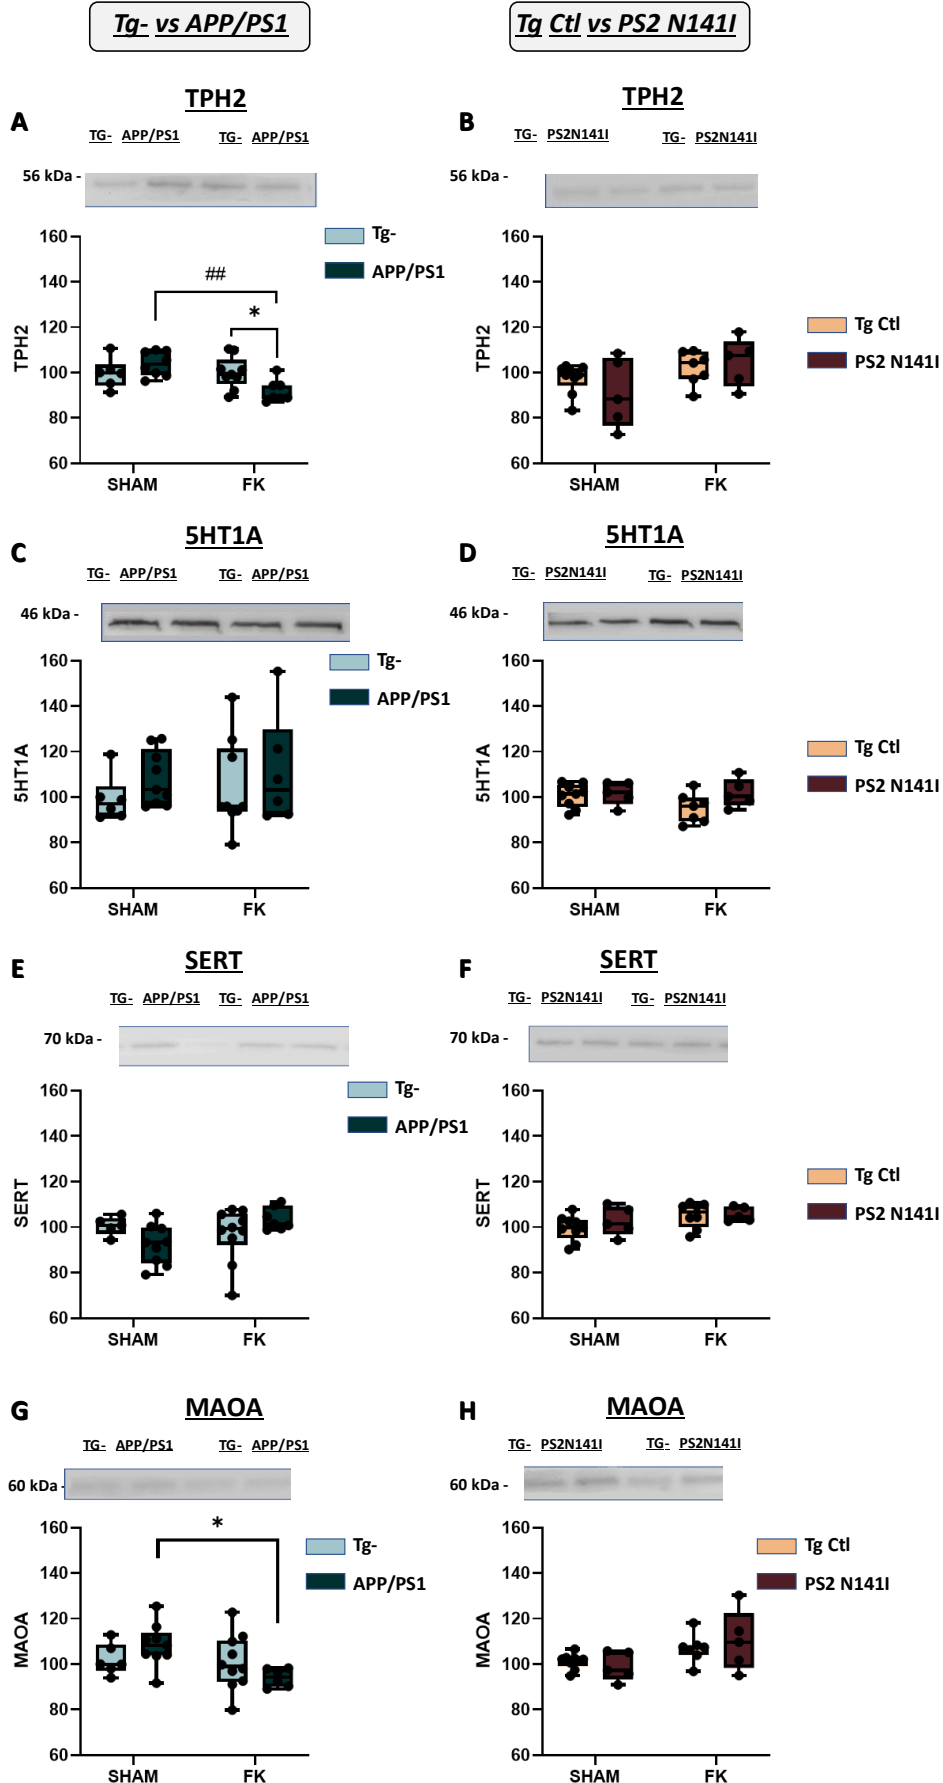 Tg- vs APP/PS1
Tg Ctl vs PS2 N141I
A
TPH2
TG- APP/PS1 TG- APP/PS1
56 kDa -
160
140
120
100
80
60
TPH2
##
*
SHAM FK
Tg-
APP/PS1
B
TPH2
TG- PS2N141I TG- PS2N141I
56 kDa -
160
140
120
100
80
60
TPH2
SHAM FK
Tg Ctl
PS2 N141I
C
5HT1A
TG- APP/PS1 TG- APP/PS1
46 kDa -
160
140
120
100
80
60
5HT1A
SHAM FK
Tg-
APP/PS1
D
5HT1A
TG- PS2N141I TG- PS2N141I
46 kDa -
160
140
120
100
80
60
5HT1A
SHAM FK
Tg Ctl
PS2 N141I
E
SERT
TG- APP/PS1 TG- APP/PS1
70 kDa -
160
140
120
100
80
60
SERT
SHAM FK
Tg-
APP/PS1
F
SERT
TG- PS2N141I TG- PS2N141I
70 kDa -
160
140
120
100
80
60
SERT
SHAM FK
Tg Ctl
PS2 N141I
G
MAOA
TG- APP/PS1 TG- APP/PS1
60 kDa -
160
140
120
100
80
60
MAOA
*
SHAM FK
Tg-
APP/PS1
H
MAOA
TG- PS2N141I TG- PS2N141I
60 kDa -
160
140
120
100
80
60
MAOA
SHAM FK
Tg Ctl
PS2 N141I